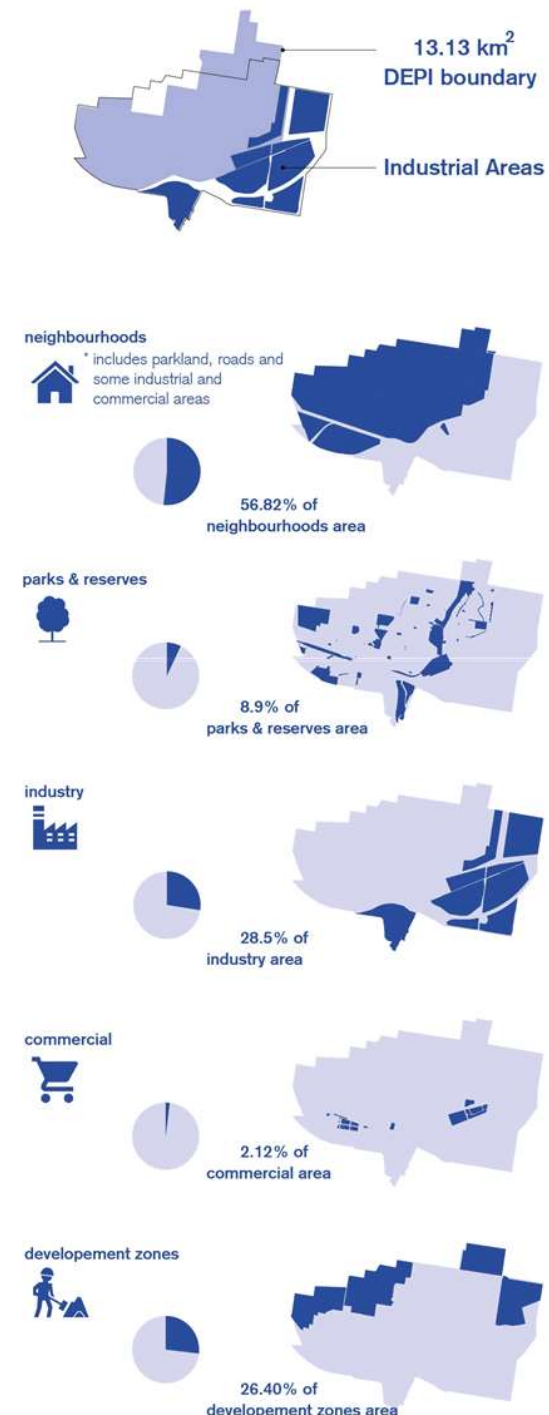 13.13 km2
DEPI boundary
Industrial Areas
neighbourhoods
* includes parkland, roads and
some industrial and
commercial areas
56.82% of
neighbourhoods area
parks & reserves
8.9% of
parks & reserves area
industry
28.5% of
industry area
commercial
2.12% of
commercial area
developement zones
26.40% of
developement zones area